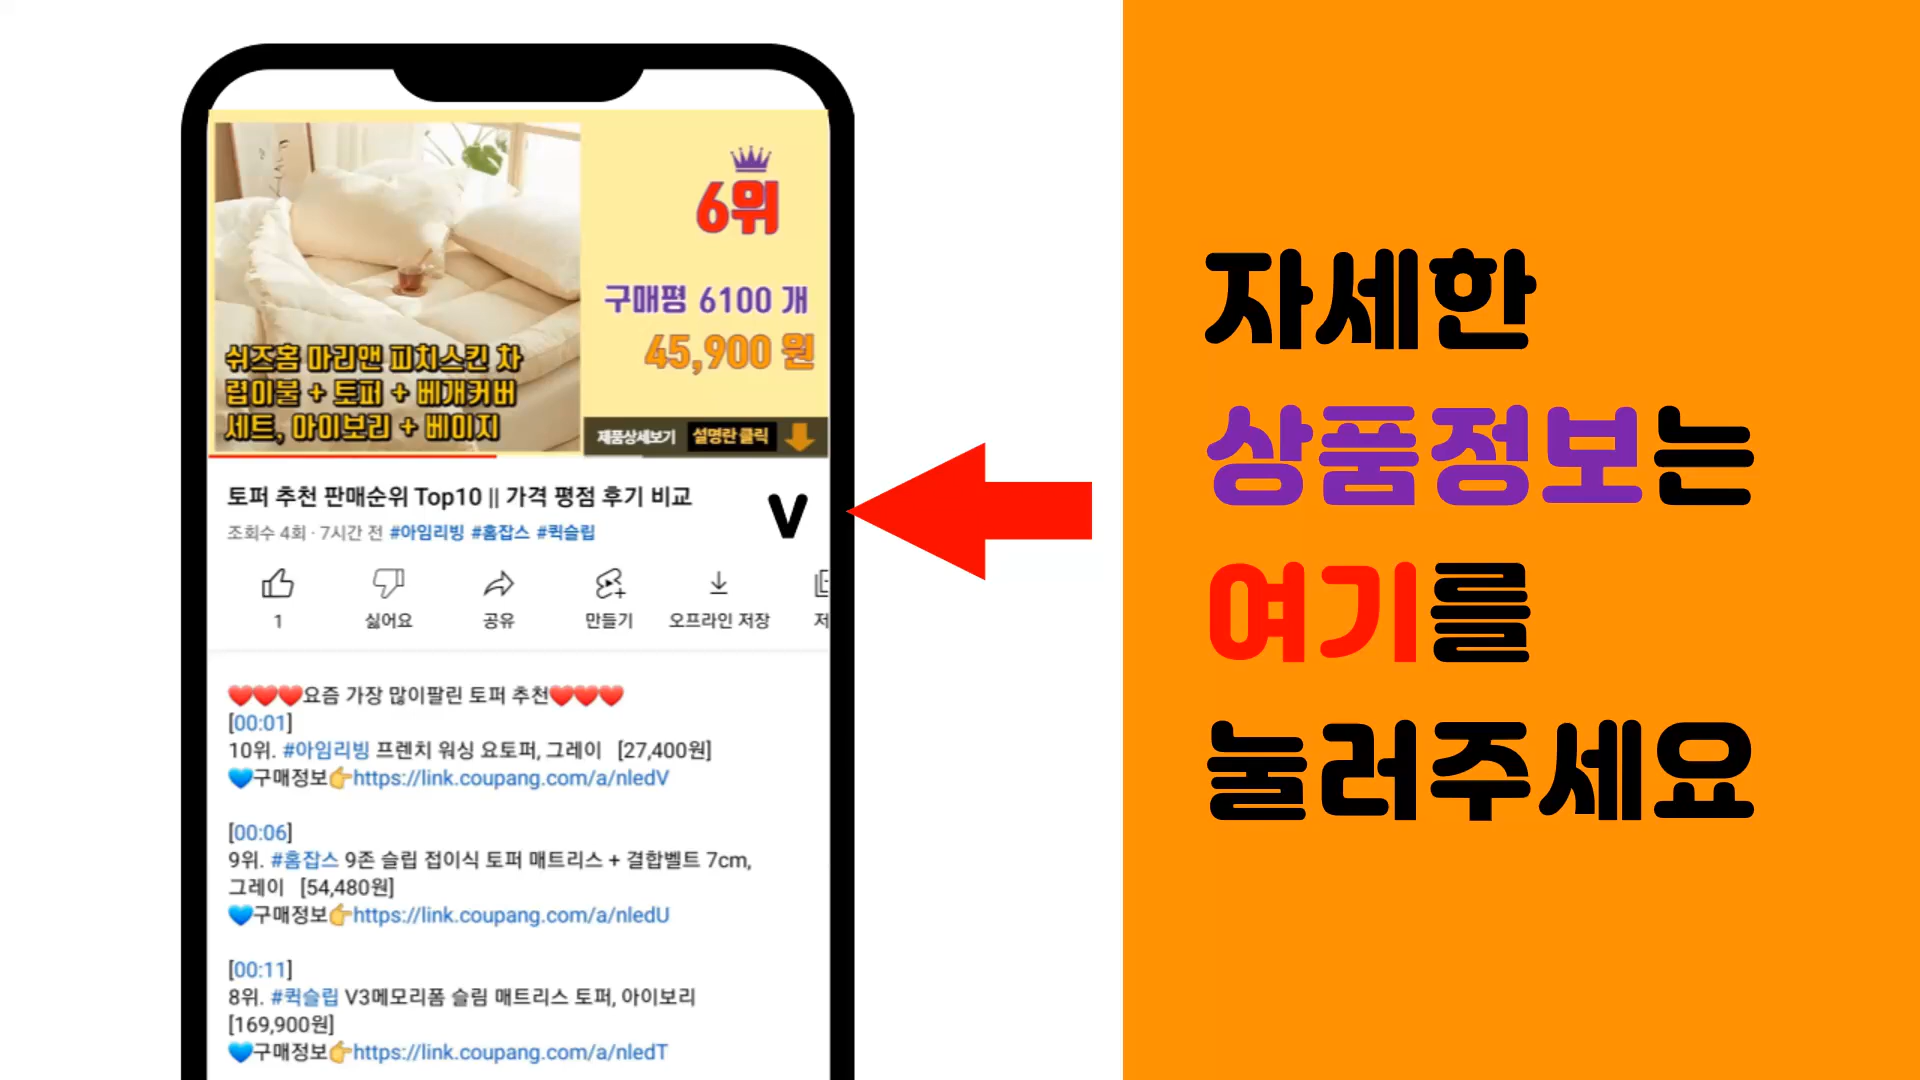 6위
구매평 6100 개
45,900 원
쉬즈홈 마리앤 피치스킨 차
렵이불 + 토퍼 + 베개커버
세트, 아이보리 + 베이지
제품상세보기 설명란 클릭
토퍼 추천 판매순위 Top10 || 가격 평점 후기 비교
V
조회수 4회 · 7시간 전 #아임리빙 #홈잡스 #퀵슬립
1 싫어요 공유 만들기 오프라인 저장 저
❤️❤️❤️요즘 가장 많이팔린 토퍼 추천❤️❤️❤️
[00:01]
10위. #아임리빙 프렌치 워싱 요토퍼, 그레이 [27,400원]
💙구매정보👉https://link.coupang.com/a/nledV
[00:06]
9위. #홈잡스 9존 슬립 접이식 토퍼 매트리스 + 결합벨트 7cm,
그레이 [54,480원]
💙구매정보👉https://link.coupang.com/a/nledU
[00:11]
8위. #퀵슬립 V3메모리폼 슬림 매트리스 토퍼, 아이보리
[169,900원]
💙구매정보👉https://link.coupang.com/a/nledT
자세한
상품정보는
여기를
눌러주세요